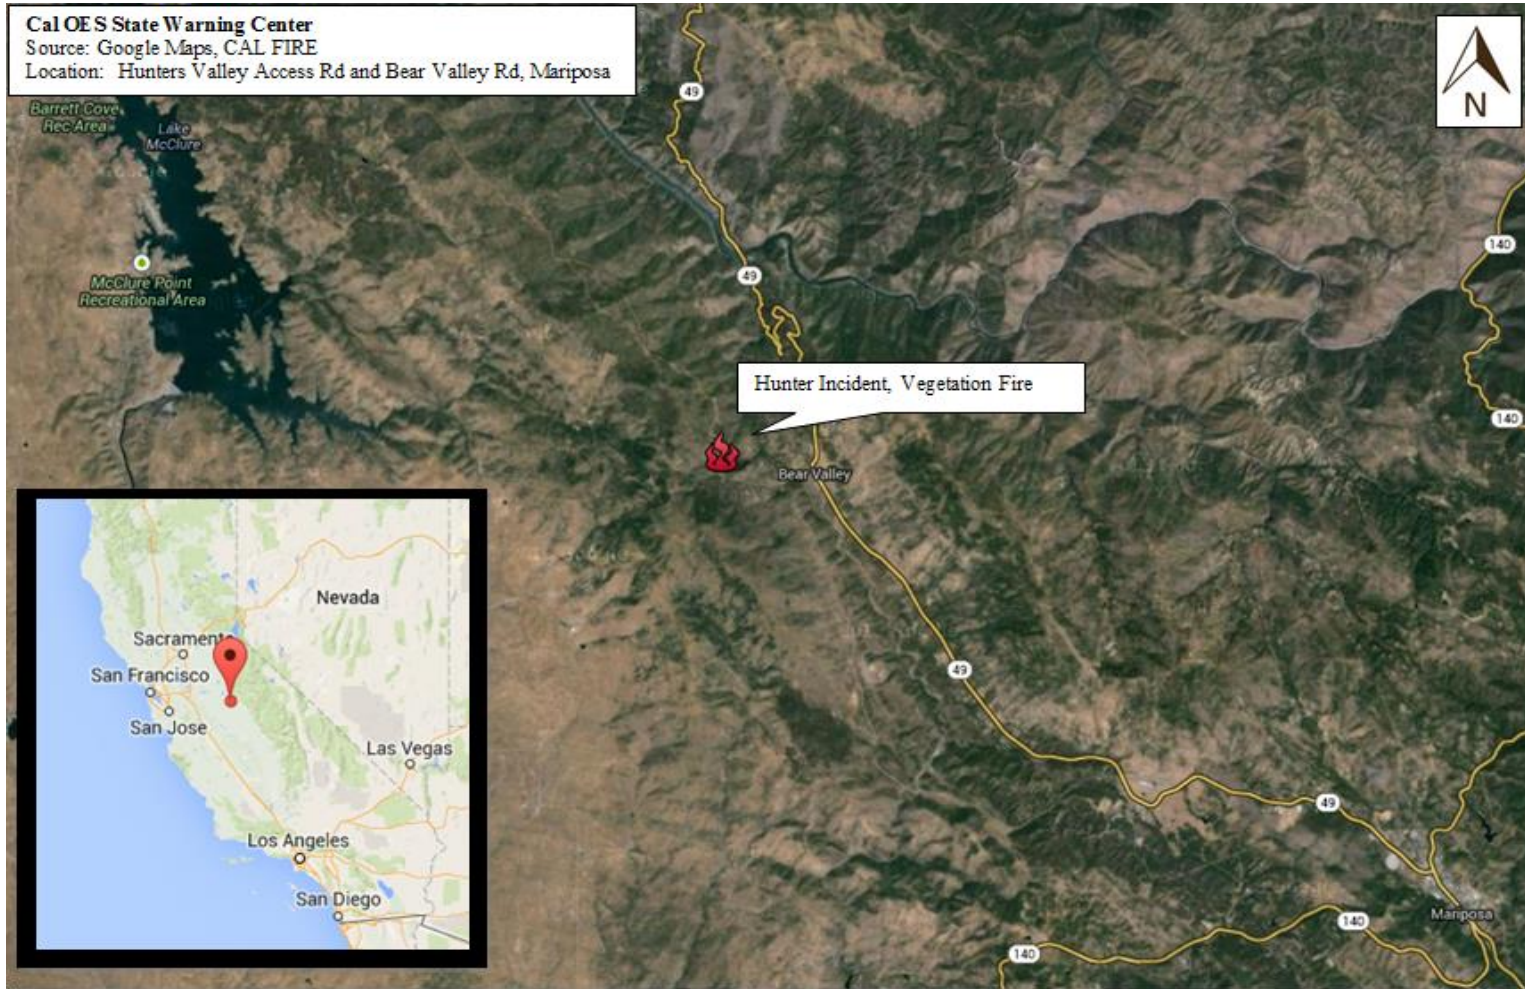 Cal OES State Warning Center
Source: Google Maps, CAL FIRE
Location: Hunters Valley Access Rd and Bear Valley Rd, Mariposa
N
49
Barrett Cove
Rec Area
Lake
McClure
140
49
McClure Point
Recreational Area
Hunter Incident, Vegetation Fire
140
Bear Valley
Nevada
Sacramento
San Francisco
San Jose
Las Vegas
Los Angeles
San Diego
49
49
Mariposa
140
140